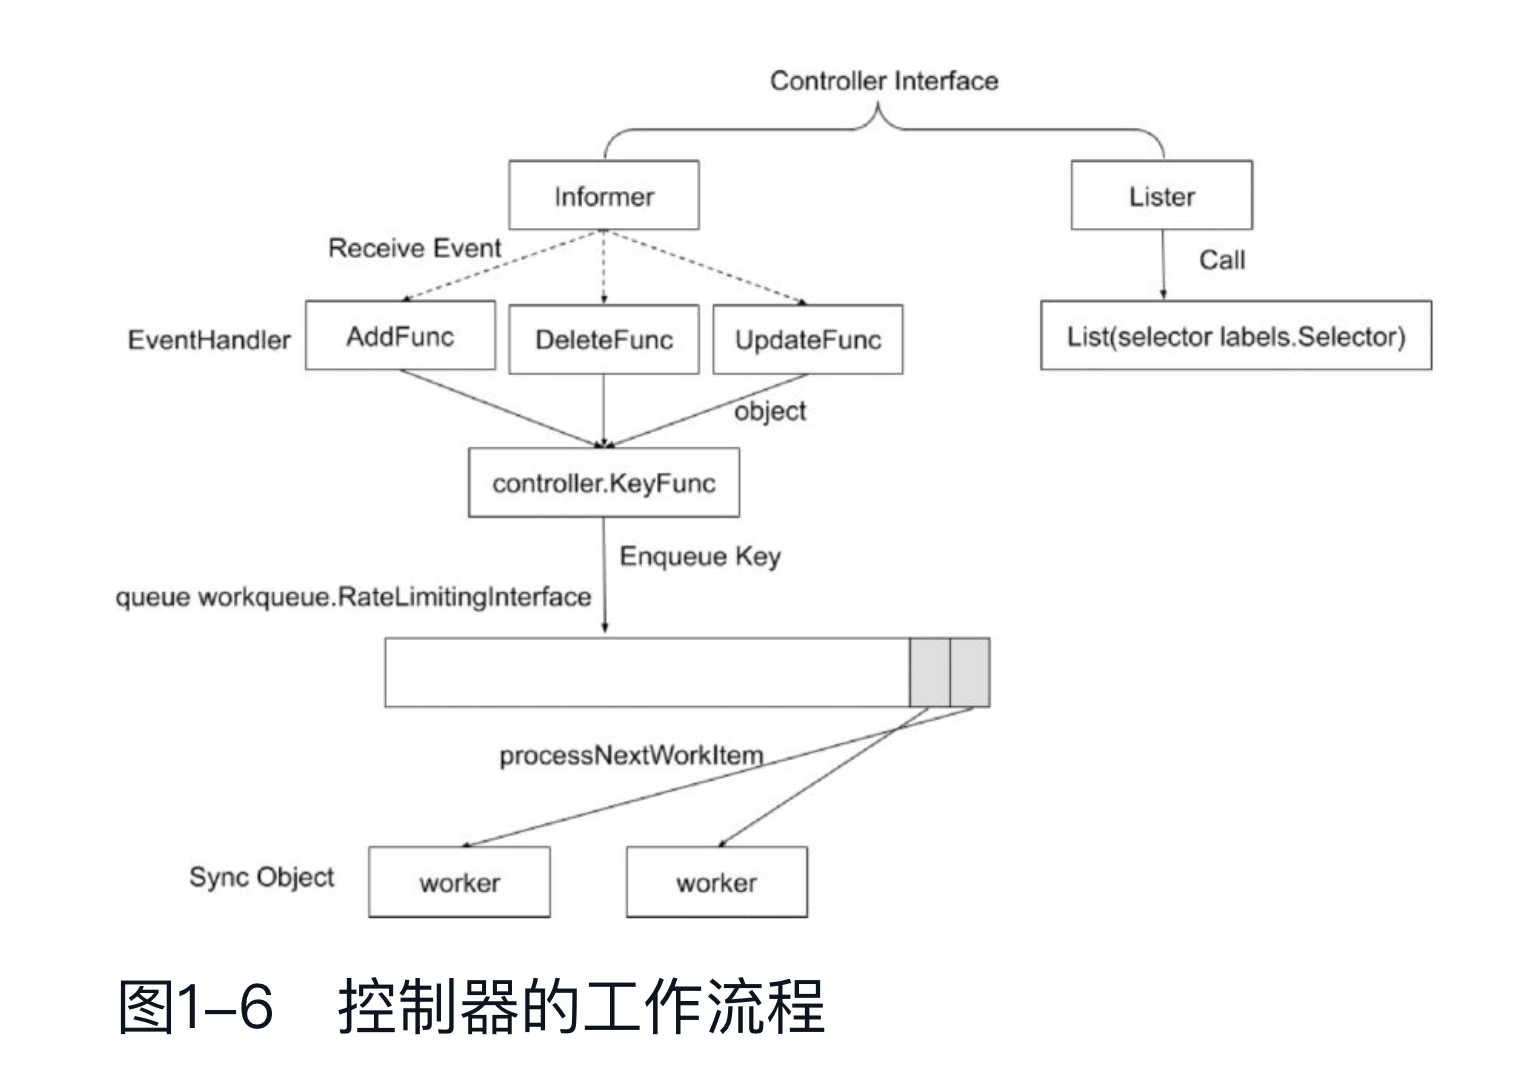 Controller Interface
Informer
Lister
Receive Event
Call
EventHandler
AddFunc
DeleteFunc
UpdateFunc
List(selector labels.Selector)
object
controller.KeyFunc
Enqueue Key
queue workqueue.RateLimitingInterface
processNextWorkItem
Sync Object
worker
worker
图1–6 控制器的工作流程